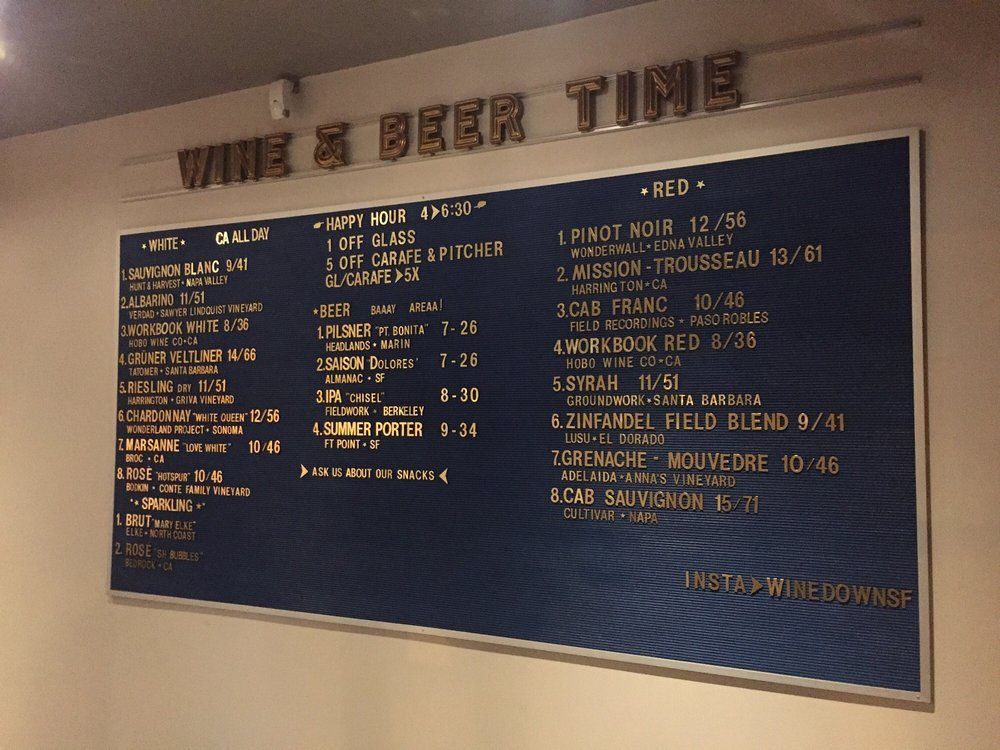 WINE & BEER TIME
*WHITE* CA ALL DAY
1.SAUVIGNON BLANC 9/41
HUNT & HARVEST • NAPA VALLEY
2.ALBARINO 11/51
VERDAD • SAWYER LINDQUIST VINEYARD
3.WORKBOOK WHITE 8/36
HOBO WINE CO•CA
4.GRÜNER VELTLINER 14/66
TATOMER • SANTA BARBARA
5.RIESLING DRY 11/51
HARRINGTON • GRIVA VINEYARD
6.CHARDONNAY "WHITE QUEEN" 12/56
WONDERLAND PROJECT • SONOMA
7.MARSANNE "LOVE WHITE" 10/46
BROC • CA
8.ROSÉ "HOTSPUR" 10/46
BODKIN • CONTE FAMILY VINEYARD
"*SPARKLING*"
1. BRUT "MARY ELKE"
ELKE • NORTH COAST
2. ROSÉ "SH BUBBLES"
BEDROCK • CA
HAPPY HOUR 4>6:30
1 OFF GLASS
5 OFF CARAFE & PITCHER
GL/CARAFE>5X
*BEER BAAAY AREAA!
1.PILSNER "PT. BONITA" 7-26
HEADLANDS • MARIN
2.SAISON "DOLORES' 7-26
ALMANAC • SF
3.IPA "CHISEL" 8-30
FIELDWORK • BERKELEY
4.SUMMER PORTER 9-34
FT POINT • SF
>ASK US ABOUT OUR SNACKS<
*RED*
1.PINOT NOIR 12/56
WONDERWALL•EDNA VALLEY
2.MISSION-TROUSSEAU 13/61
HARRINGTON•CA
3.CAB FRANC 10/46
FIELD RECORDINGS • PASO ROBLES
4.WORKBOOK RED 8/36
HOBO WINE CO•CA
5.SYRAH 11/51
GROUNDWORK•SANTA BARBARA
6.ZINFANDEL FIELD BLEND 9/41
LUSU•EL DORADO
7.GRENACHE-MOUVEDRE 10/46
ADELAIDA•ANNA'S VINEYARD
8.CAB SAUVIGNON 15/71
CULTIVAR • NAPA
INSTA>WINEDOWNSF